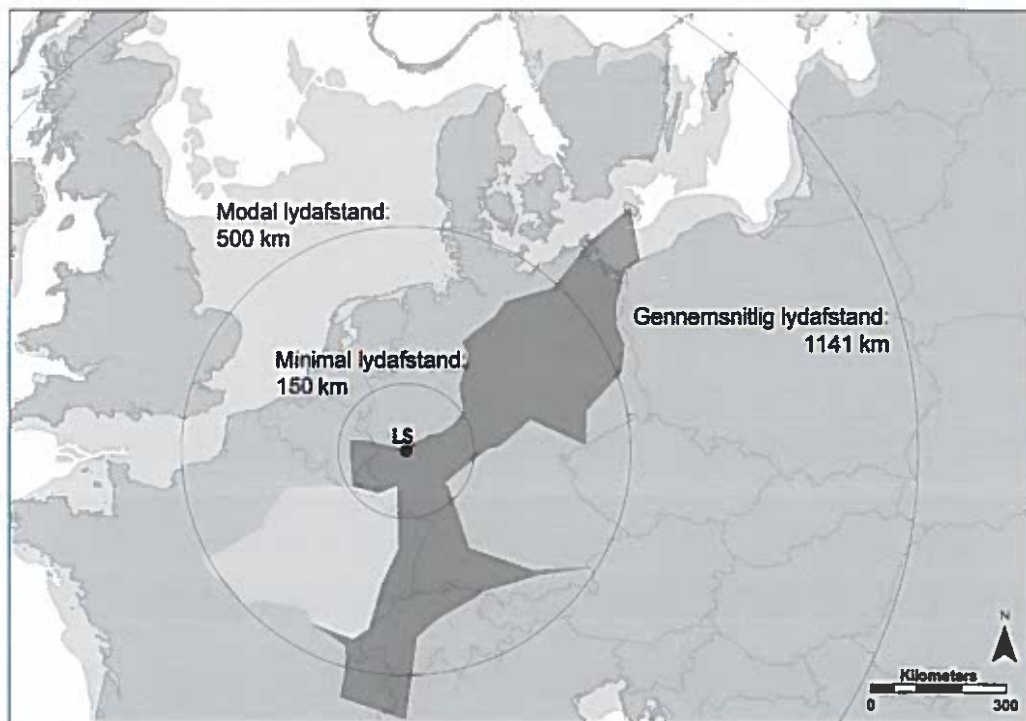 Modal lydafstand:
500 km
Gennemsnitlig lydafstand:
1141 km
Minimal lydafstand:
150 km
LS
N
Kilometers
0 300